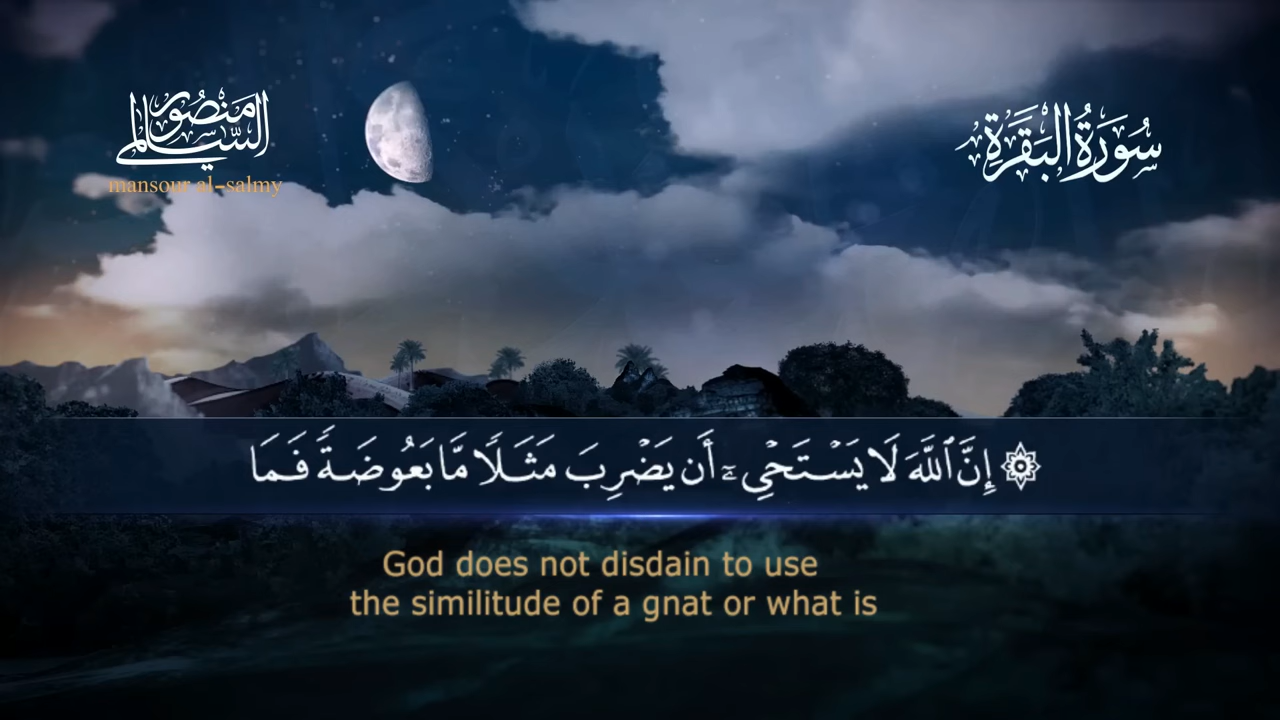 منصور
السالمي
mansour al-salmy
سُورَةُ البَقَرَةِ
۞ إِنَّ ٱللَّهَ لَا يَسۡتَحۡيِۦٓ أَن يَضۡرِبَ مَثَلٗا مَّا بَعُوضَةٗ فَمَا
God does not disdain to use
the similitude of a gnat or what is